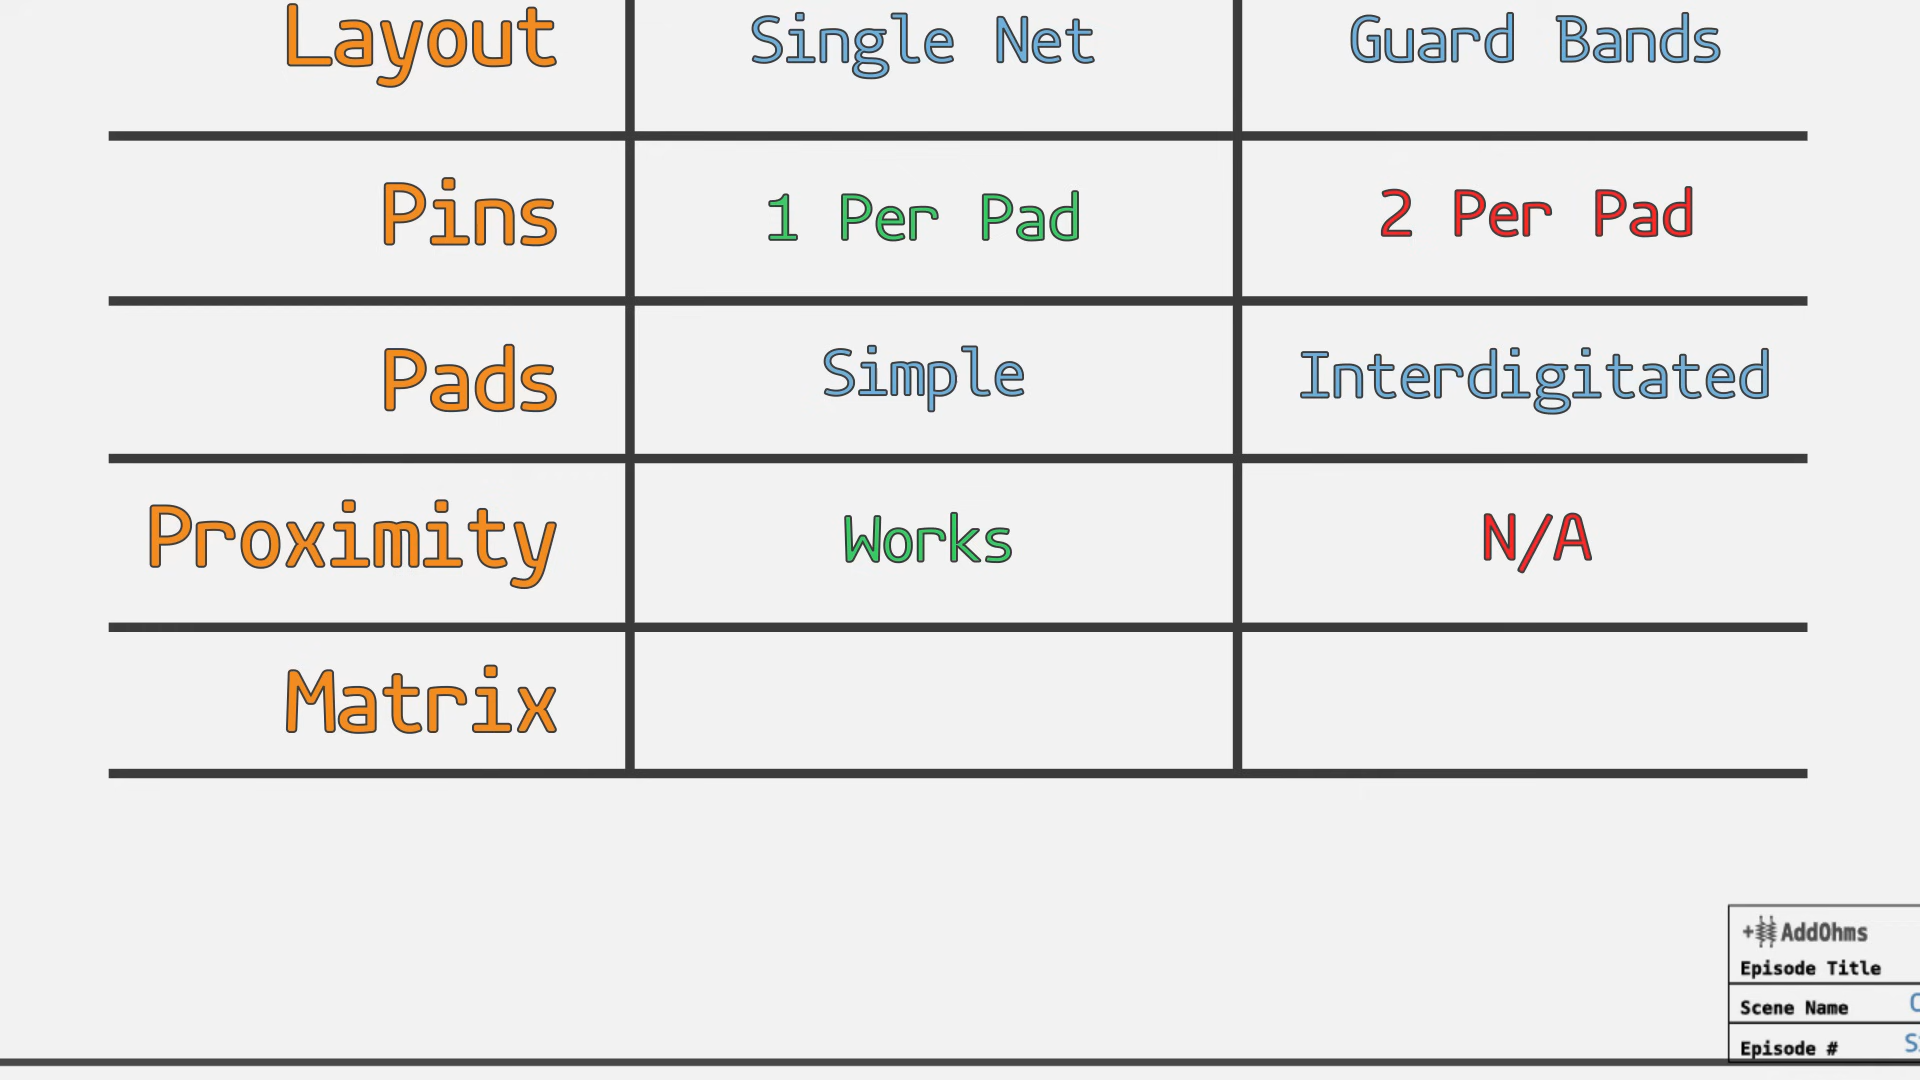 Layout Single Net Guard Bands
Pins 1 Per Pad 2 Per Pad
Pads Simple Interdigitated
Proximity Works N/A
Matrix
AddOhms
Episode Title
Scene Name
Episode #